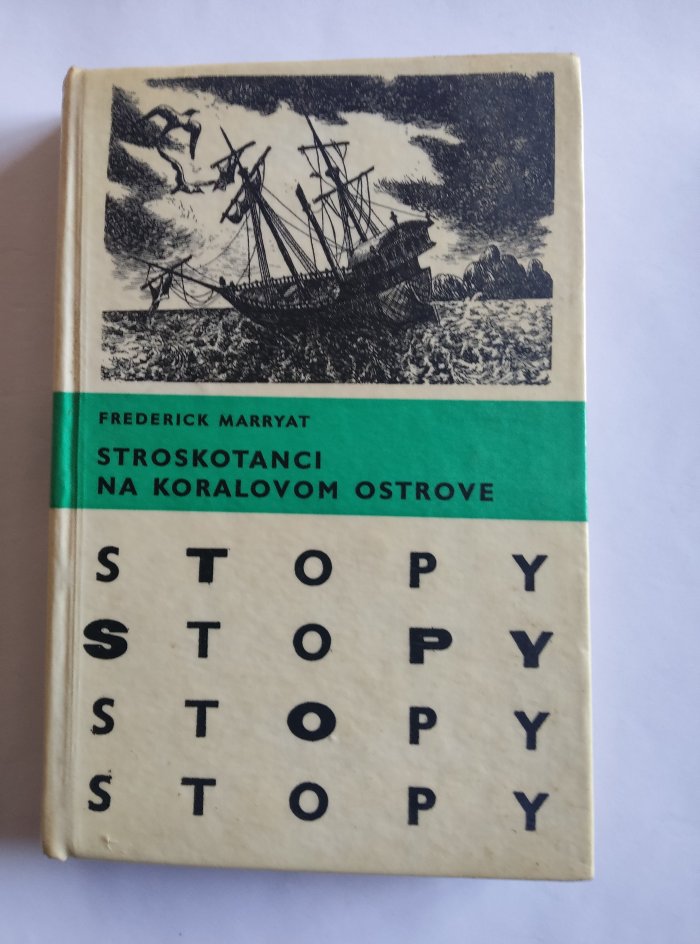 FREDERICK MARRYAT
STROSKOTANCI
NA KORALOVOM OSTROVE
STOPY
STOPY
STOPY
STOPY